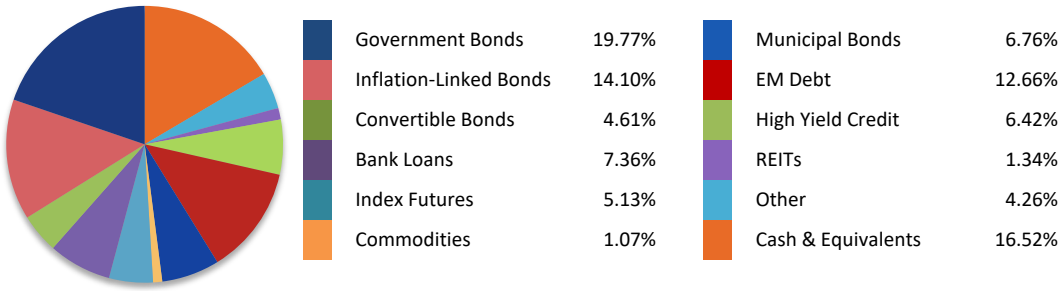 Government Bonds 19.77%
Inflation-Linked Bonds 14.10%
Convertible Bonds 4.61%
Bank Loans 7.36%
Index Futures 5.13%
Commodities 1.07%
Municipal Bonds 6.76%
EM Debt 12.66%
High Yield Credit 6.42%
REITs 1.34%
Other 4.26%
Cash & Equivalents 16.52%